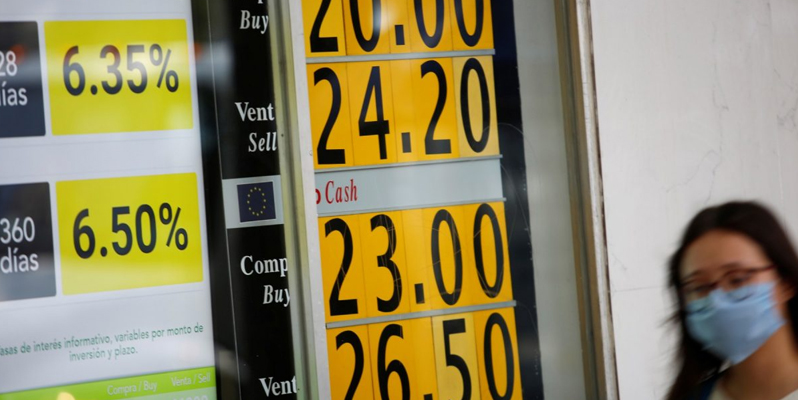 28
días
6.35%
360
días
6.50%
asas de interés informativo, variables por monto de
inversión y plazo.
Compra / Buy Venta / Sell
Buy
20.00
Vent
Sell
24.20
Cash
Comp
Buy
23.00
Vent
26.50